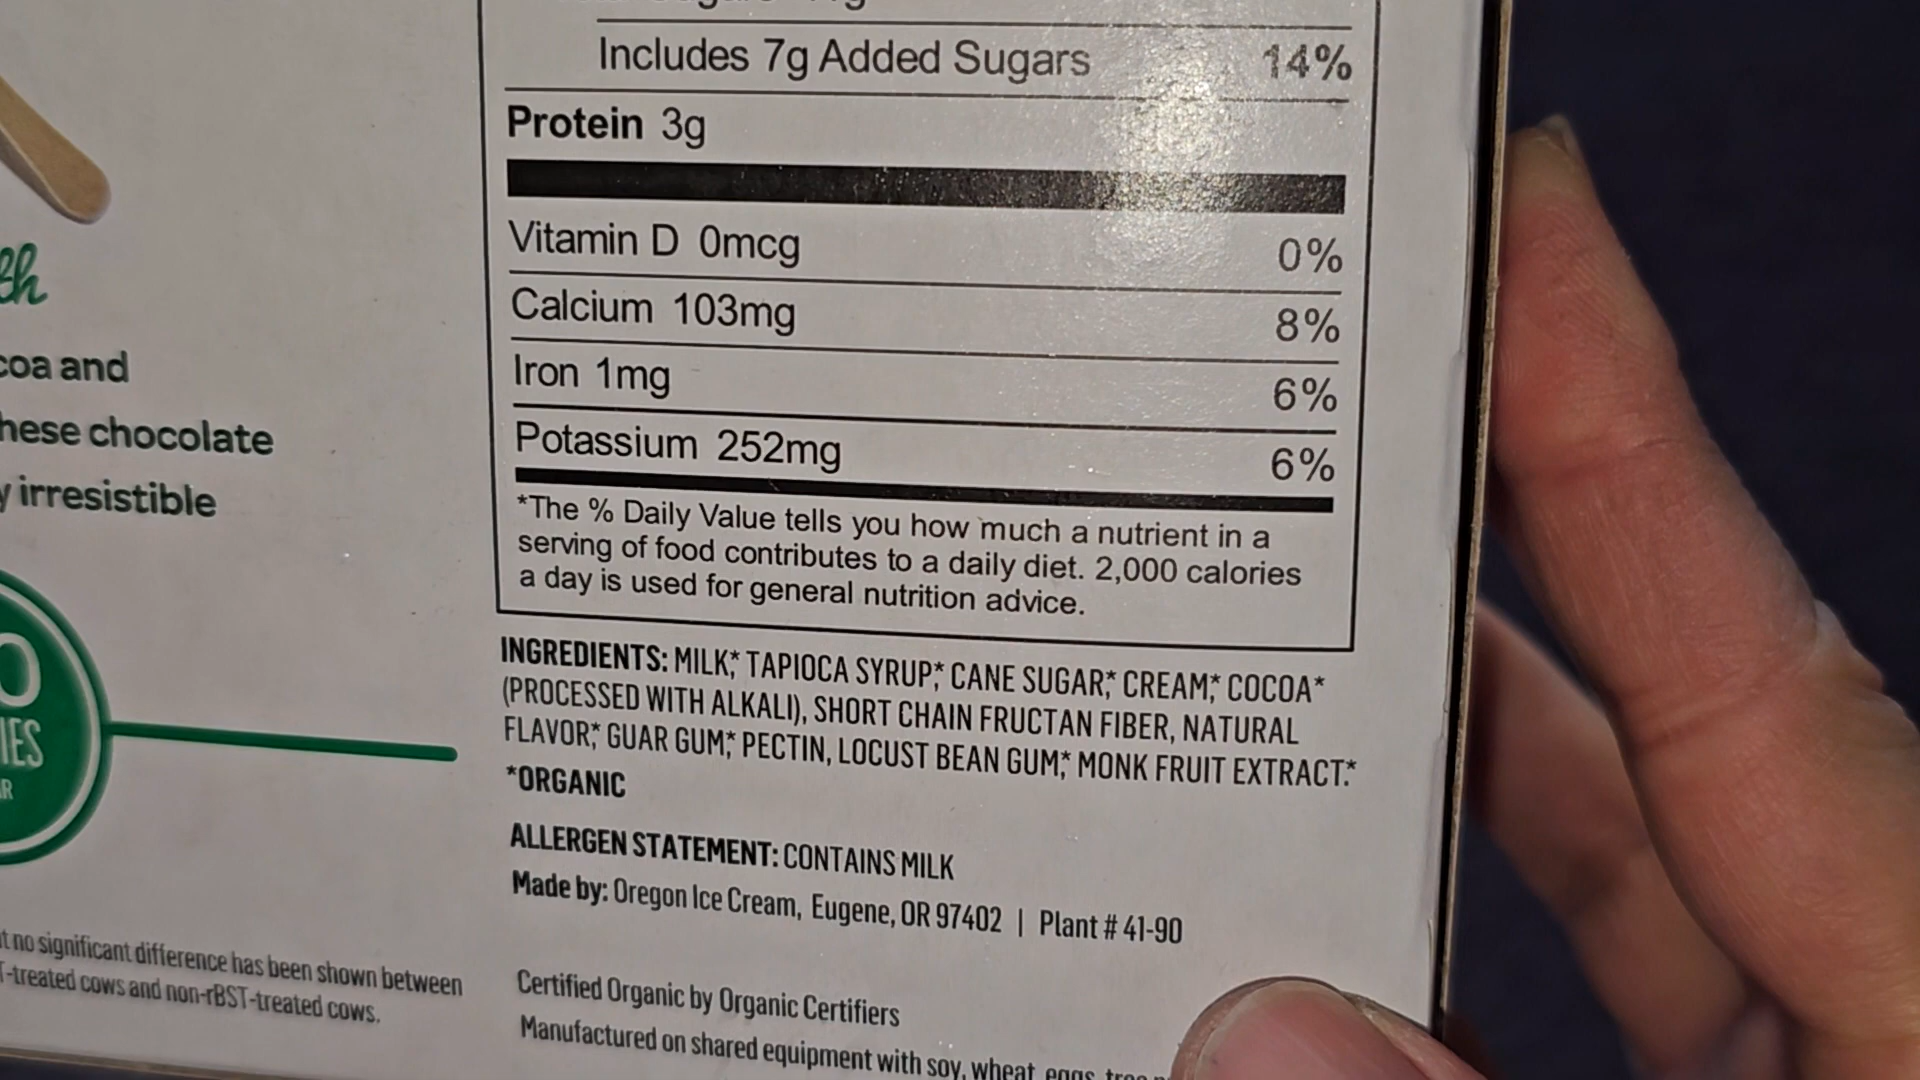 Includes 7g Added Sugars 14%
Protein 3g
Vitamin D 0mcg 0%
Calcium 103mg 8%
Iron 1mg 6%
Potassium 252mg 6%
*The % Daily Value tells you how much a nutrient in a
serving of food contributes to a daily diet. 2,000 calories
a day is used for general nutrition advice.
INGREDIENTS: MILK,* TAPIOCA SYRUP,* CANE SUGAR,* CREAM,* COCOA*
(PROCESSED WITH ALKALI), SHORT CHAIN FRUCTAN FIBER, NATURAL
FLAVOR,* GUAR GUM,* PECTIN, LOCUST BEAN GUM,* MONK FRUIT EXTRACT.*
*ORGANIC
ALLERGEN STATEMENT: CONTAINS MILK
Made by: Oregon Ice Cream, Eugene, OR 97402 | Plant # 41-90
Certified Organic by Organic Certifiers
Manufactured on shared equipment with soy, wheat, eggs,
and
chocolate
irresistible
no significant difference has been shown between
-treated cows and non-rBST-treated cows.